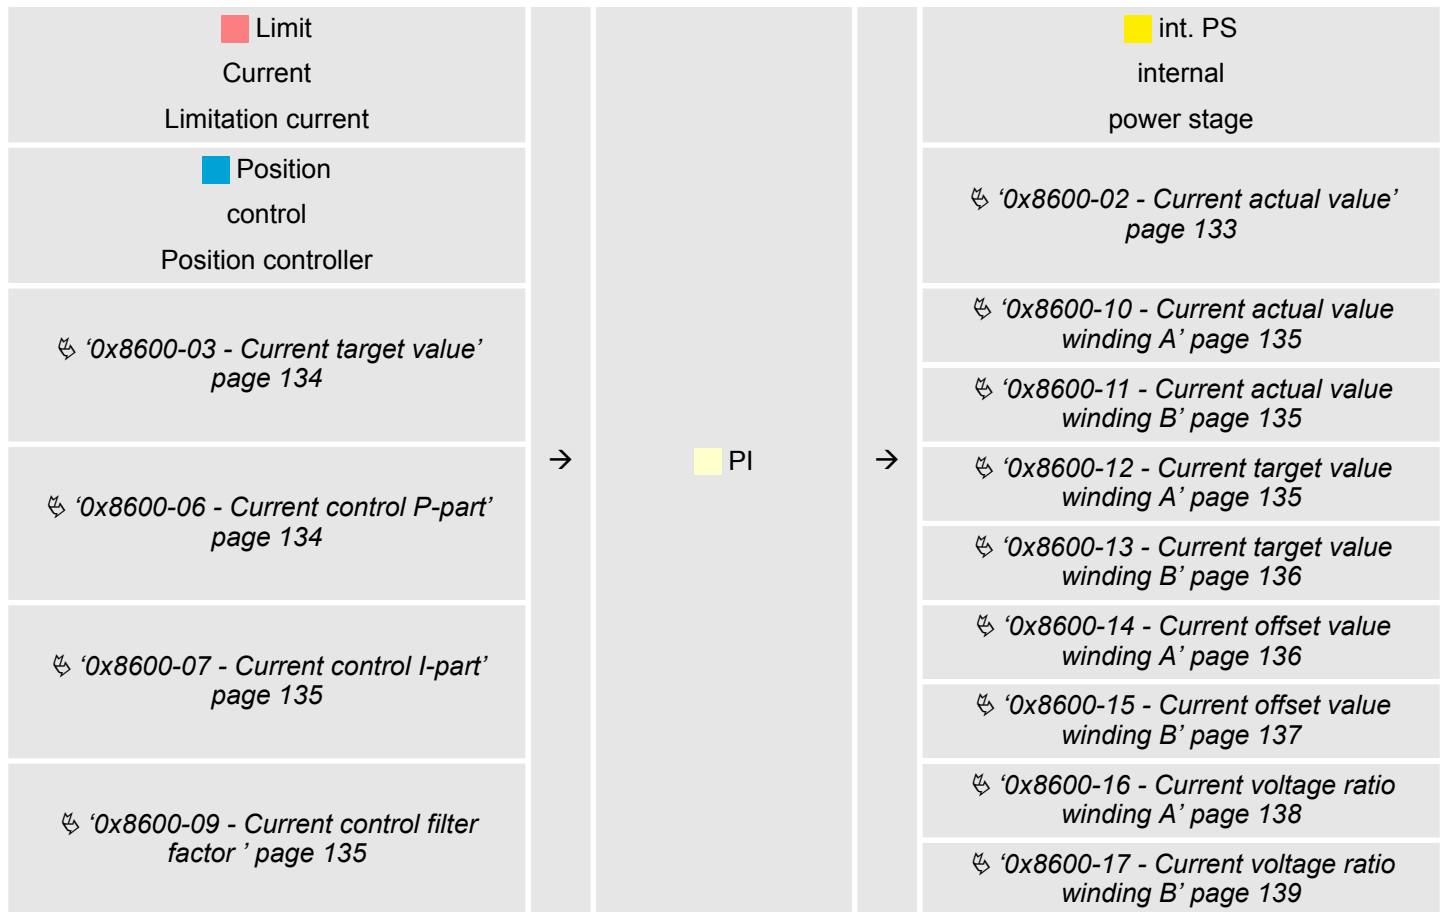 Limit
Current
Limitation current
Position
control
Position controller
↳ ‘0x8600-03 - Current target value’
page 134
↳ ‘0x8600-06 - Current control P-part’
page 134
↳ ‘0x8600-07 - Current control I-part’
page 135
↳ ‘0x8600-09 - Current control filter
factor ’ page 135
→
PI
→
int. PS
internal
power stage
↳ ‘0x8600-02 - Current actual value’
page 133
↳ ‘0x8600-10 - Current actual value
winding A’ page 135
↳ ‘0x8600-11 - Current actual value
winding B’ page 135
↳ ‘0x8600-12 - Current target value
winding A’ page 135
↳ ‘0x8600-13 - Current target value
winding B’ page 136
↳ ‘0x8600-14 - Current offset value
winding A’ page 136
↳ ‘0x8600-15 - Current offset value
winding B’ page 137
↳ ‘0x8600-16 - Current voltage ratio
winding A’ page 138
↳ ‘0x8600-17 - Current voltage ratio
winding B’ page 139